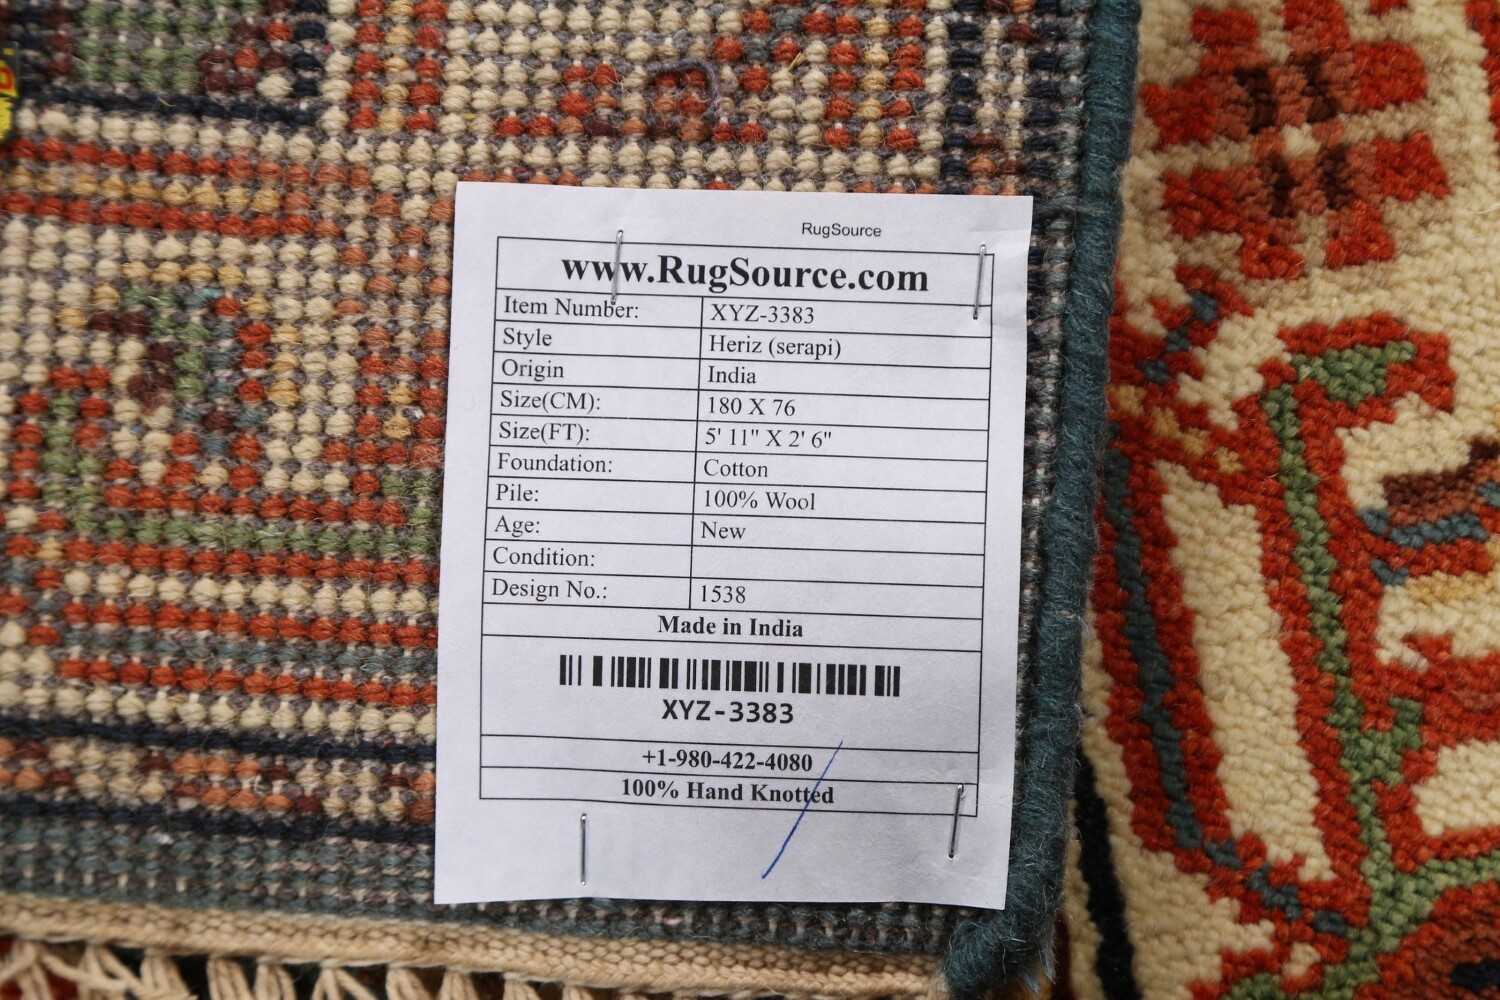 RugSource
www.RugSource.com
Item Number: XYZ-3383
Style Heriz (serapi)
Origin India
Size(CM): 180 X 76
Size(FT): 5' 11" X 2' 6"
Foundation: Cotton
Pile: 100% Wool
Age: New
Condition:
Design No.: 1538
Made in India
XYZ-3383
+1-980-422-4080
100% Hand Knotted